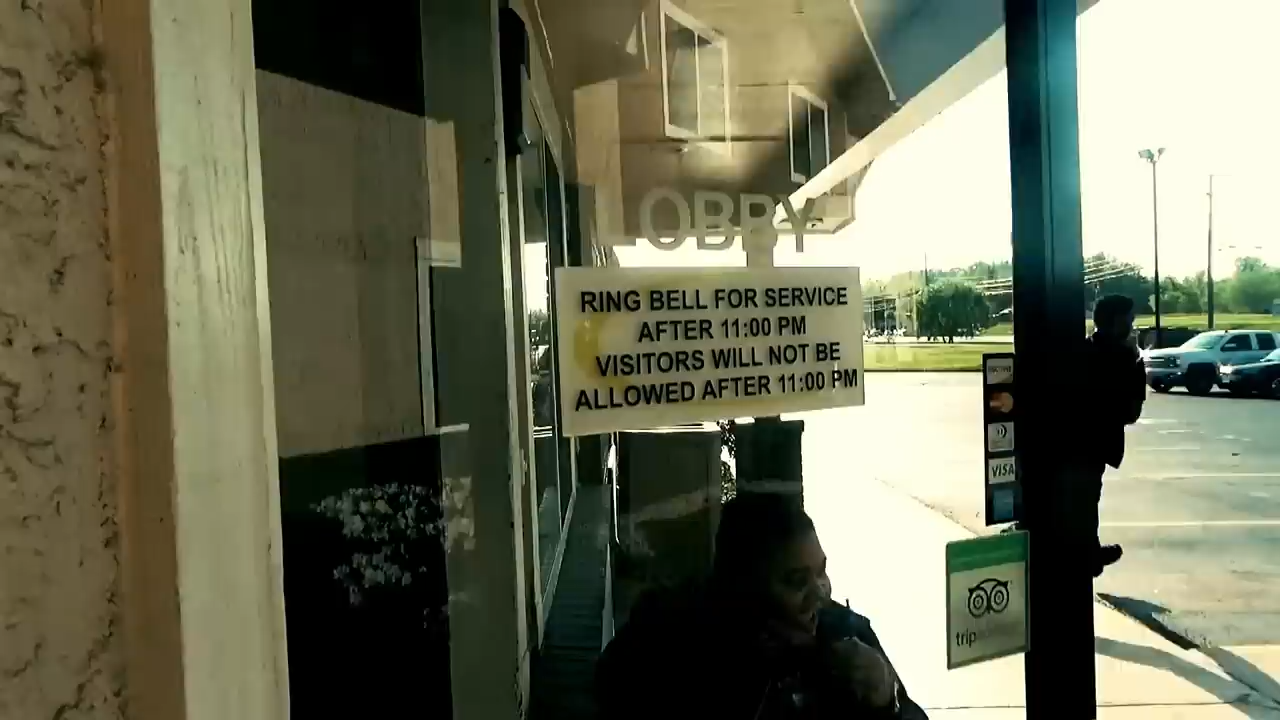 LOBBY
RING BELL FOR SERVICE
AFTER 11:00 PM
VISITORS WILL NOT BE
ALLOWED AFTER 11:00 PM
VISA
trip